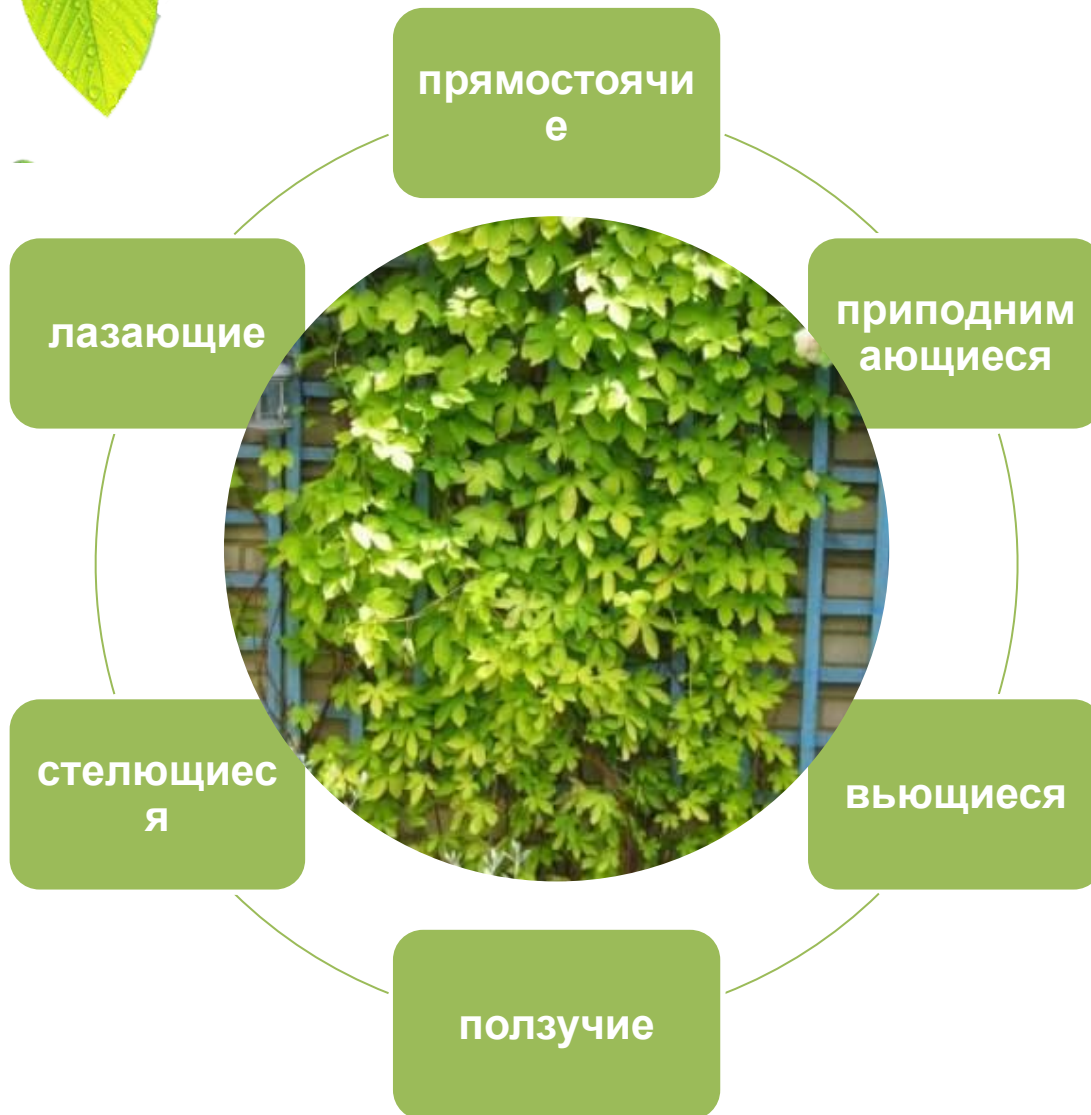 прямостоячи
е
лазающие
приподним
ающиеся
стелющиес
я
вьющиеся
ползучие